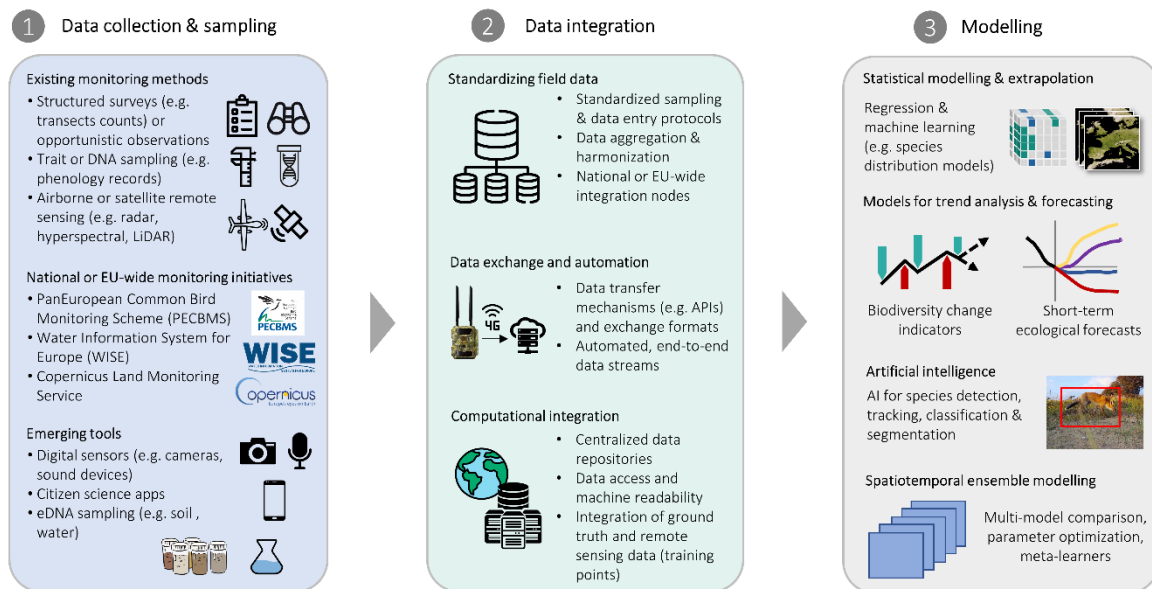 1 Data collection & sampling
Existing monitoring methods
• Structured surveys (e.g.
transects counts) or
opportunistic observations
• Trait or DNA sampling (e.g.
phenology records)
• Airborne or satellite remote
sensing (e.g. radar,
hyperspectral, LiDAR)
National or EU-wide monitoring initiatives
• PanEuropean Common Bird
Monitoring Scheme (PECBMS)
• Water Information System for
Europe (WISE)
• Copernicus Land Monitoring
Service
PECBMS
WISE
Copernicus
Emerging tools
• Digital sensors (e.g. cameras,
sound devices)
• Citizen science apps
• eDNA sampling (e.g. soil ,
water)
2 Data integration
Standardizing field data
• Standardized sampling
& data entry protocols
• Data aggregation &
harmonization
• National or EU-wide
integration nodes
Data exchange and automation
4G
• Data transfer
mechanisms (e.g. APIs)
and exchange formats
• Automated, end-to-end
data streams
Computational integration
• Centralized data
repositories
• Data access and
machine readability
• Integration of ground
truth and remote
sensing data (training
points)
3 Modelling
Statistical modelling & extrapolation
Regression &
machine learning
(e.g. species
distribution models)
Models for trend analysis & forecasting
Biodiversity change
indicators
Short-term
ecological forecasts
Artificial intelligence
AI for species detection,
tracking, classification &
segmentation
Spatiotemporal ensemble modelling
Multi-model comparison,
parameter optimization,
meta-learners